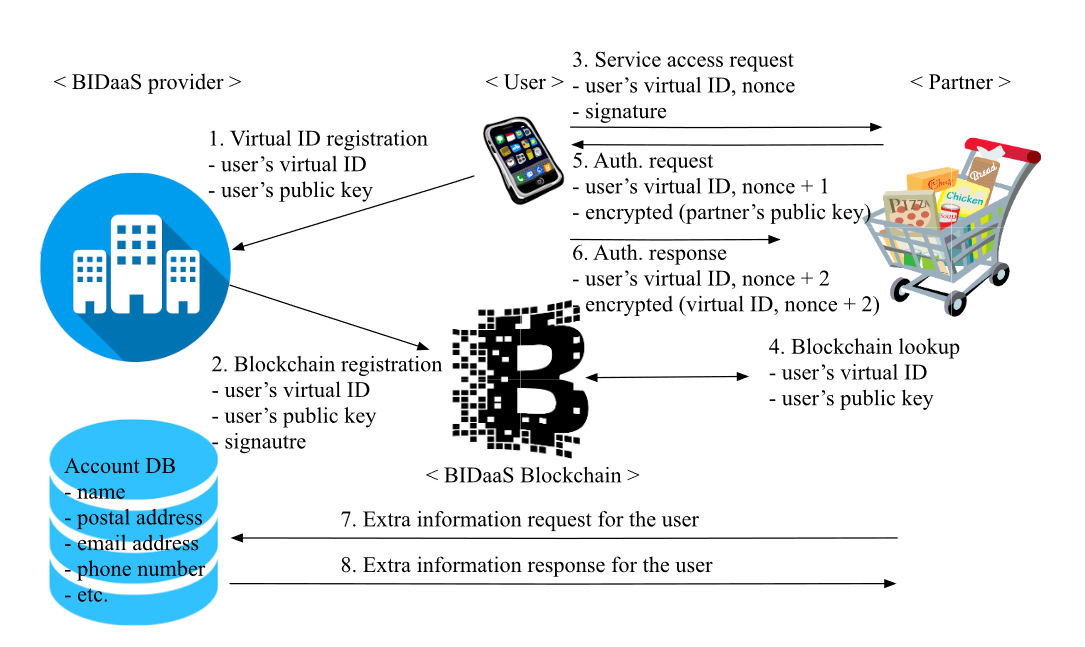 < BIDaaS provider >
< User >
< Partner >
1. Virtual ID registration
- user’s virtual ID
- user’s public key
2. Blockchain registration
- user’s virtual ID
- user’s public key
- signautre
3. Service access request
- user’s virtual ID, nonce
- signature
5. Auth. request
- user’s virtual ID, nonce + 1
- encrypted (partner’s public key)
6. Auth. response
- user’s virtual ID, nonce + 2
- encrypted (virtual ID, nonce + 2)
Bread
Chicken
PIZZA
4. Blockchain lookup
- user’s virtual ID
- user’s public key
< BIDaaS Blockchain >
Account DB
- name
- postal address
- email address
- phone number
- etc.
7. Extra information request for the user
8. Extra information response for the user